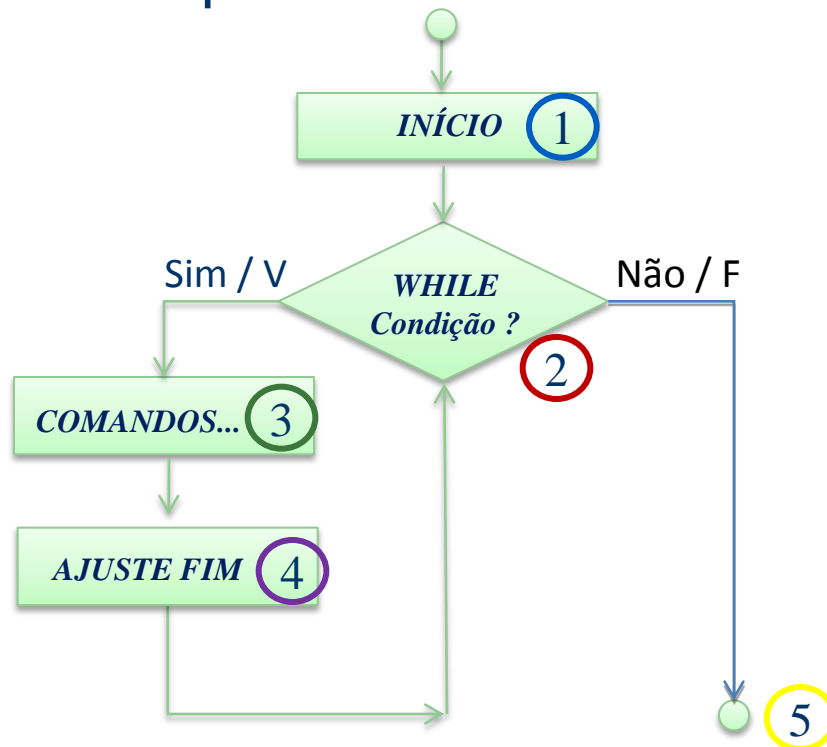 INÍCIO 1
Sim / V
Não / F
WHILE
Condição ?
2
COMANDOS... 3
AJUSTE FIM 4
5